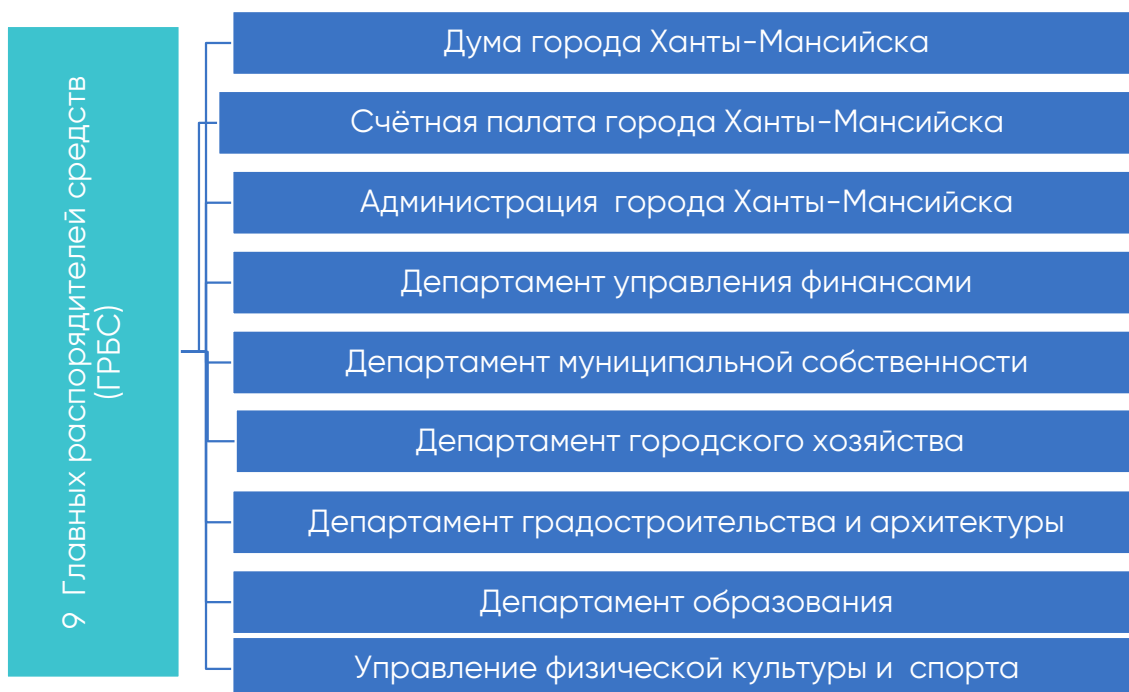 9 Главных распорядителей средств
(ГРБС)
Дума города Ханты-Мансийска
Счётная палата города Ханты-Мансийска
Администрация города Ханты-Мансийска
Департамент управления финансами
Департамент муниципальной собственности
Департамент городского хозяйства
Департамент градостроительства и архитектуры
Департамент образования
Управление физической культуры и спорта